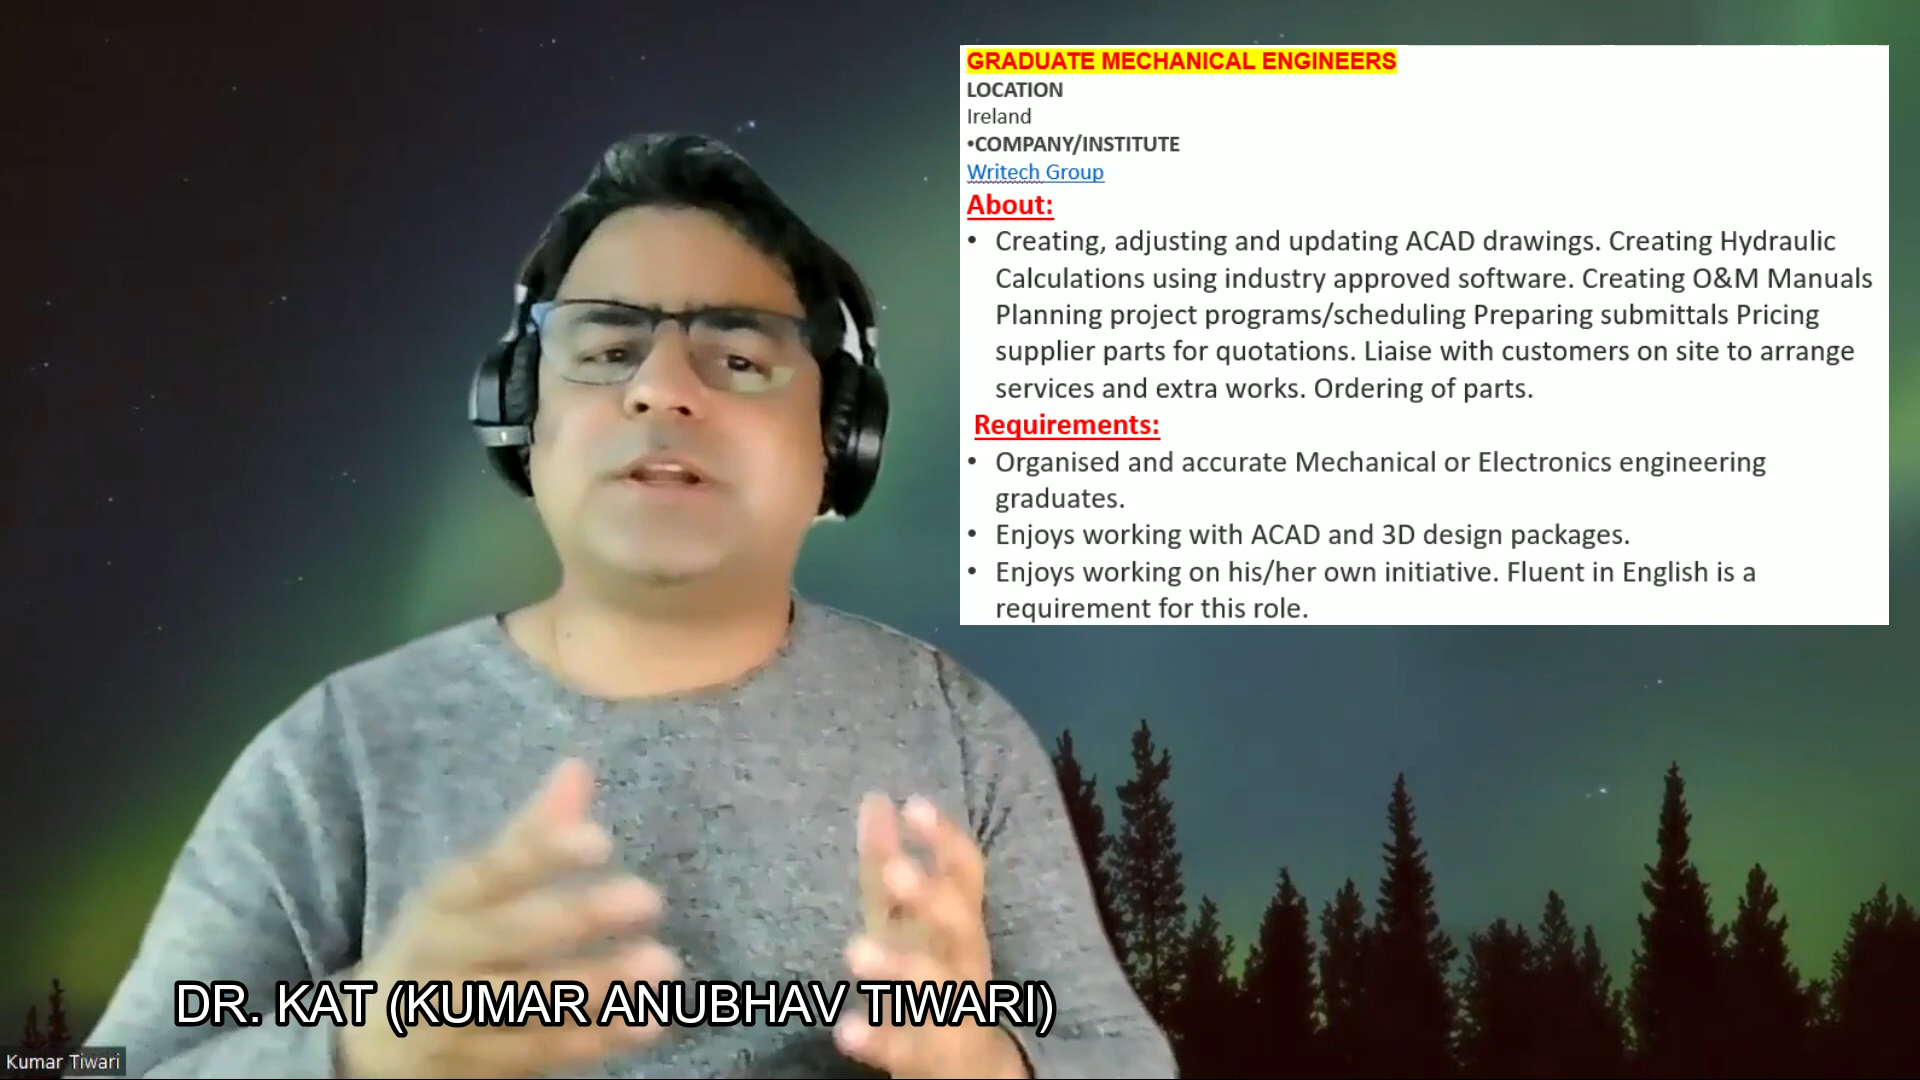 GRADUATE MECHANICAL ENGINEERS
LOCATION
Ireland
•COMPANY/INSTITUTE
Writech Group
About:
• Creating, adjusting and updating ACAD drawings. Creating Hydraulic
Calculations using industry approved software. Creating O&M Manuals
Planning project programs/scheduling Preparing submittals Pricing
supplier parts for quotations. Liaise with customers on site to arrange
services and extra works. Ordering of parts.
Requirements:
• Organised and accurate Mechanical or Electronics engineering
graduates.
• Enjoys working with ACAD and 3D design packages.
• Enjoys working on his/her own initiative. Fluent in English is a
requirement for this role.
DR. KAT (KUMAR ANUBHAV TIWARI)
Kumar Tiwari